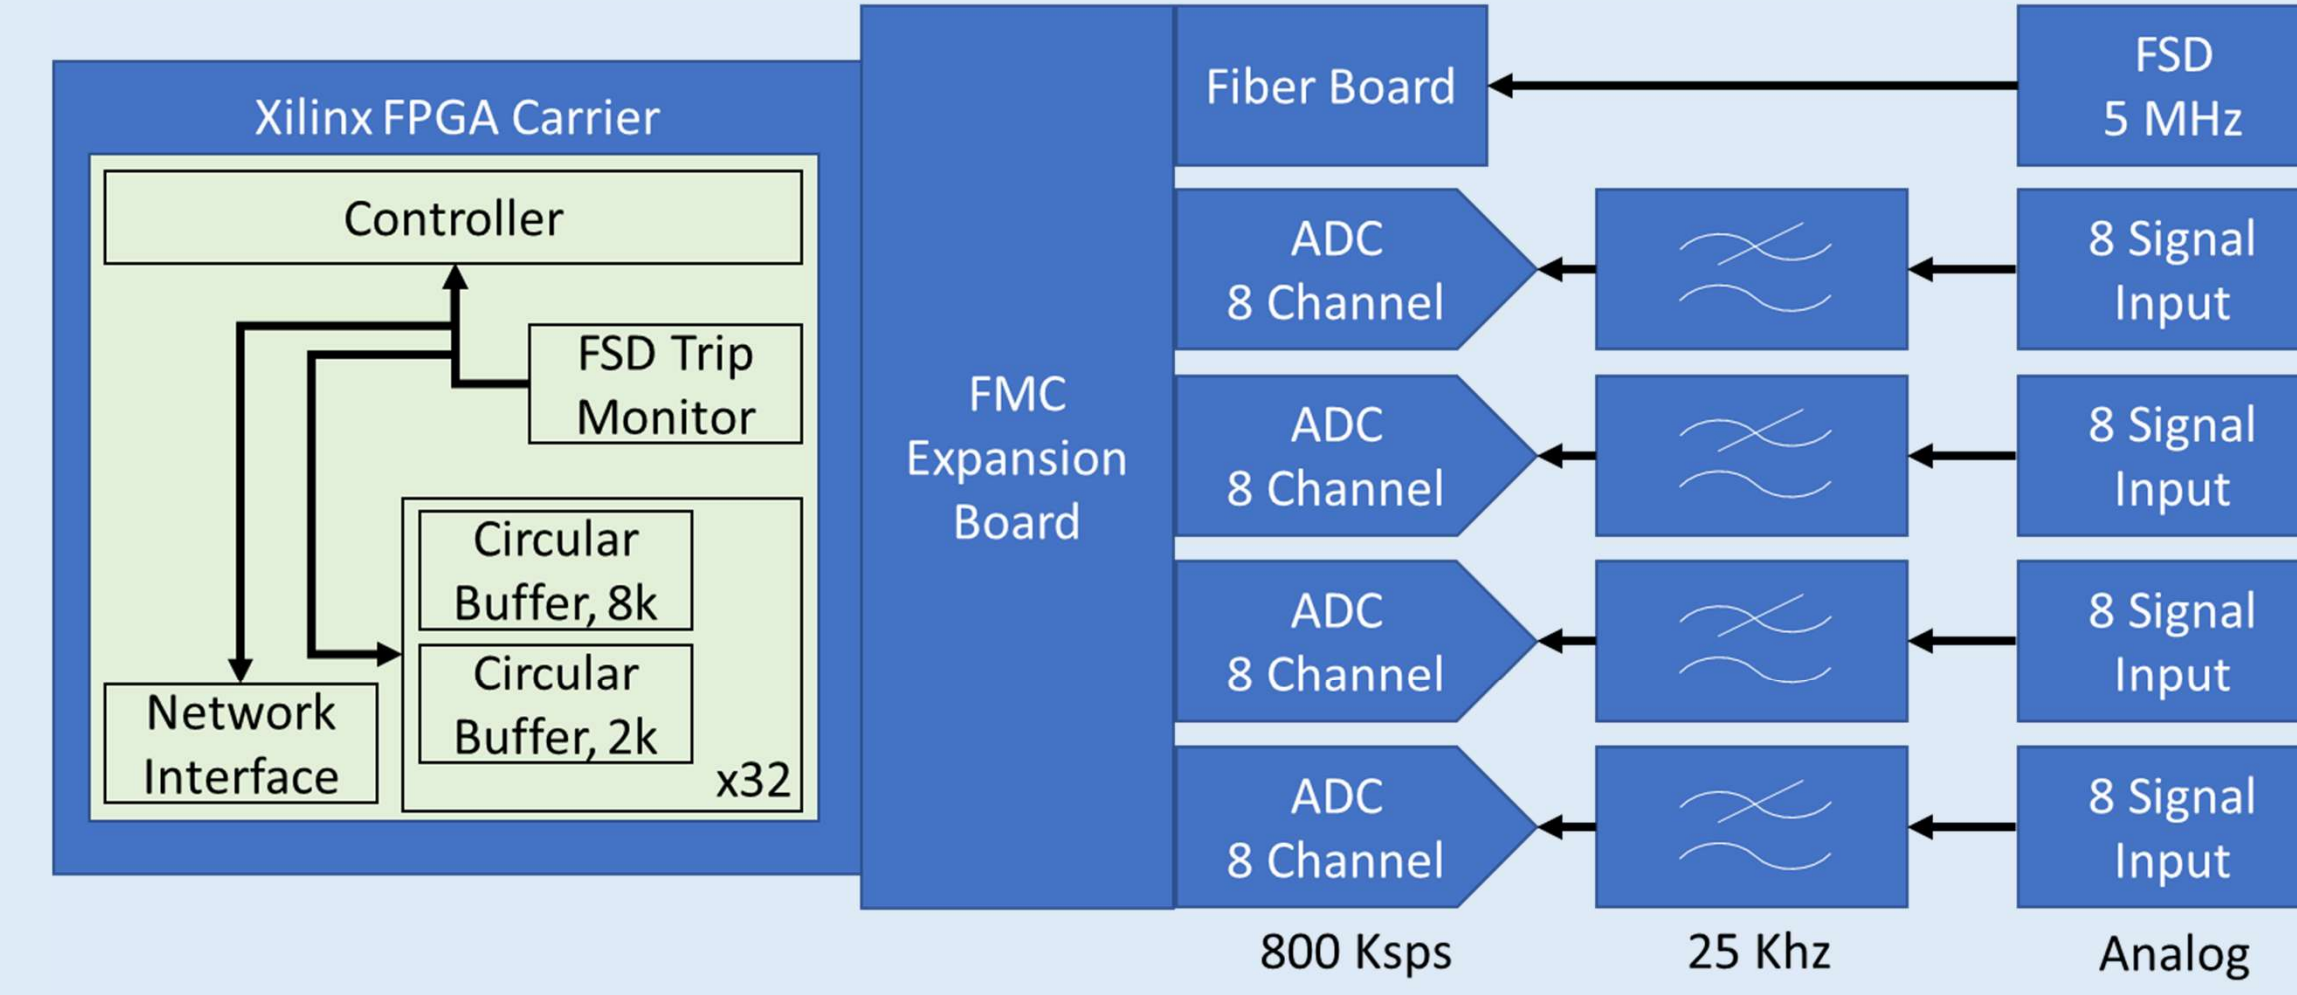 Xilinx FPGA Carrier
Controller
FSD Trip
Monitor
Circular
Buffer, 8k
Circular
Buffer, 2k
x32
Network
Interface
FMC
Expansion
Board
Fiber Board
FSD
5 MHz
ADC
8 Channel
8 Signal
Input
ADC
8 Channel
8 Signal
Input
ADC
8 Channel
8 Signal
Input
ADC
8 Channel
8 Signal
Input
800 Ksps
25 Khz
Analog